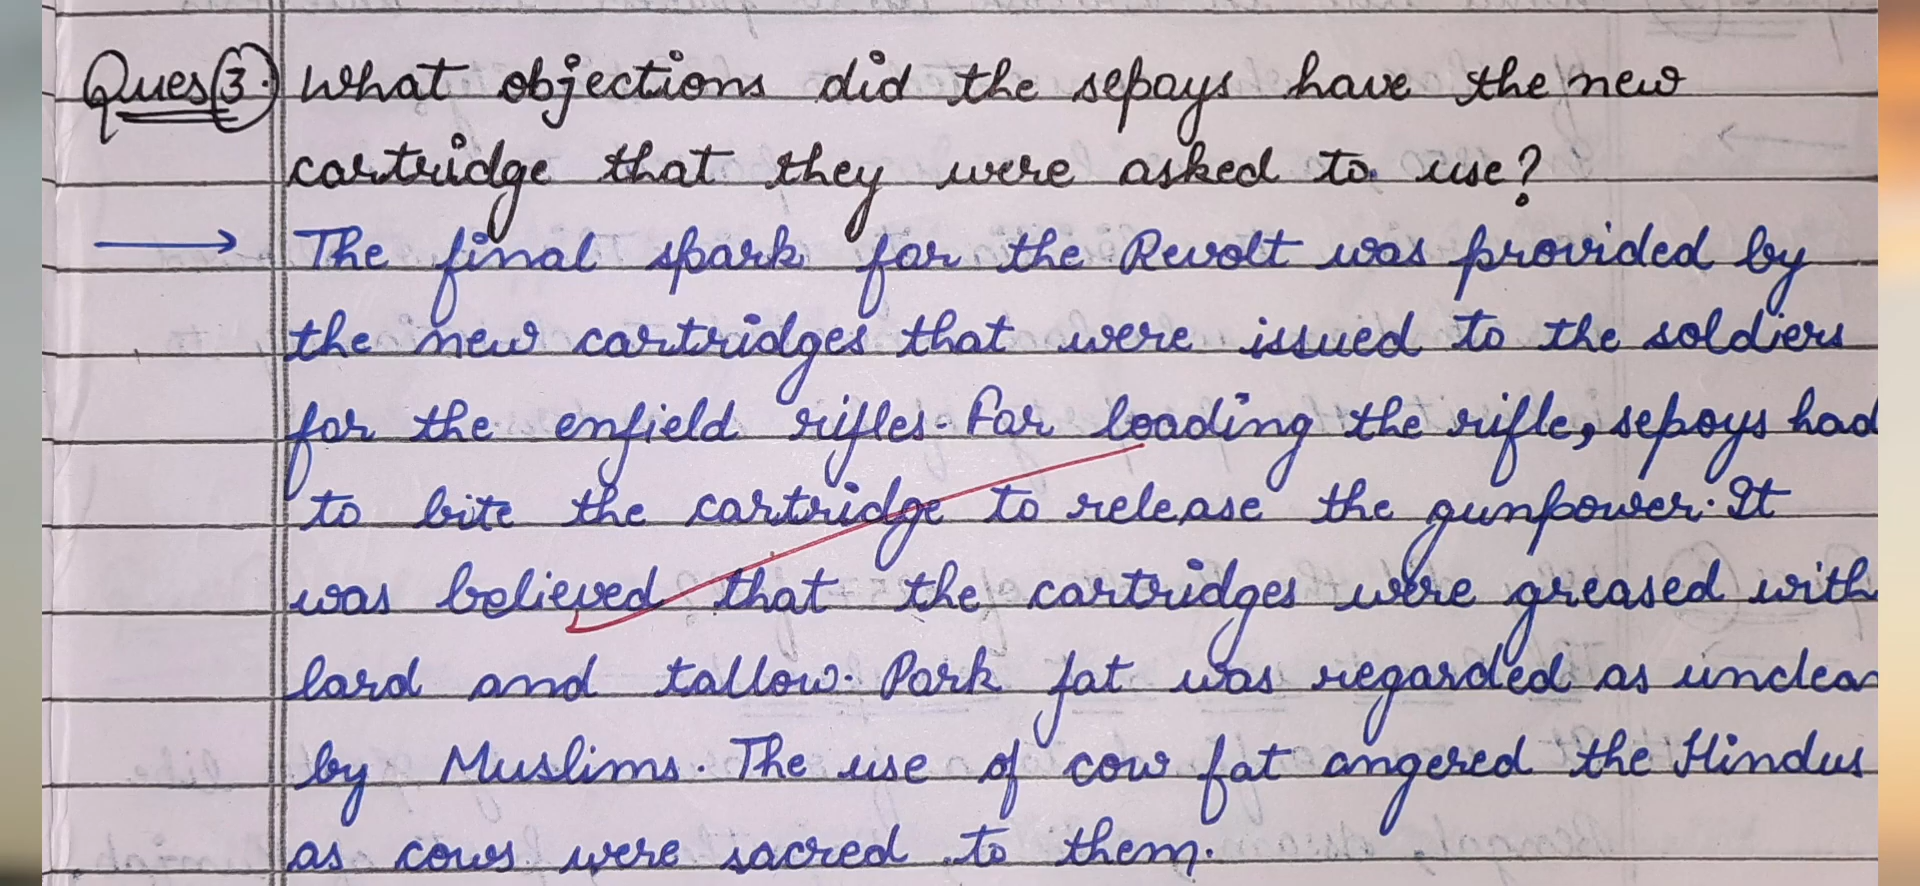 Ques 3. What objections did the sepoys have the new
cartridge that they were asked to use?
→ The final spark for the Revolt was provided by
the new cartridges that were issued to the soldiers
for the enfield rifles. For loading the rifle, sepoys had
to bite the cartridge to release the gunpower. It
was believed that the cartridges were greased with
lard and tallow. Pork fat was regarded as unclean
by Muslims. The use of cow fat angered the Hindus
as cows were sacred to them.